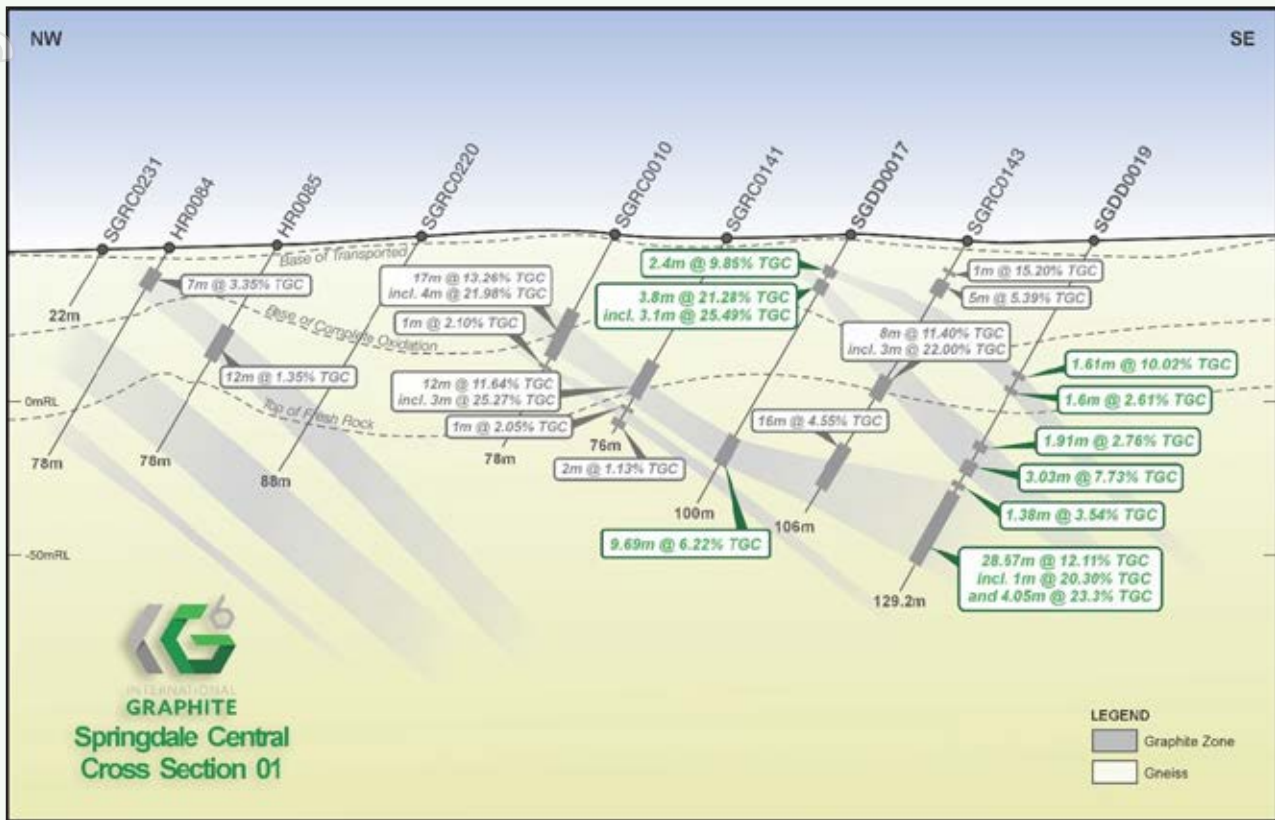 NW
SE
SGRC0231
HR0084
HR0085
SGRC0220
SGRC0010
SGRC0141
SGDD0017
SGRC0143
SGDD0019
Base of Transported
Base of Complete Oxidation
Top of Fresh Rock
0mRL
-50mRL
22m
78m
78m
88m
78m
76m
100m
106m
129.2m
7m @ 3.35% TGC
12m @ 1.35% TGC
17m @ 13.26% TGC
incl. 4m @ 21.98% TGC
1m @ 2.10% TGC
12m @ 11.64% TGC
incl. 3m @ 25.27% TGC
1m @ 2.05% TGC
2m @ 1.13% TGC
2.4m @ 9.85% TGC
3.8m @ 21.28% TGC
incl. 3.1m @ 25.49% TGC
9.69m @ 6.22% TGC
1m @ 15.20% TGC
5m @ 5.39% TGC
8m @ 11.40% TGC
incl. 3m @ 22.00% TGC
16m @ 4.55% TGC
1.61m @ 10.02% TGC
1.6m @ 2.61% TGC
1.91m @ 2.76% TGC
3.03m @ 7.73% TGC
1.38m @ 3.54% TGC
28.57m @ 12.11% TGC
incl. 1m @ 20.30% TGC
and 4.05m @ 23.3% TGC
G6
INTERNATIONAL
GRAPHITE
Springdale Central
Cross Section 01
LEGEND
Graphite Zone
Gneiss